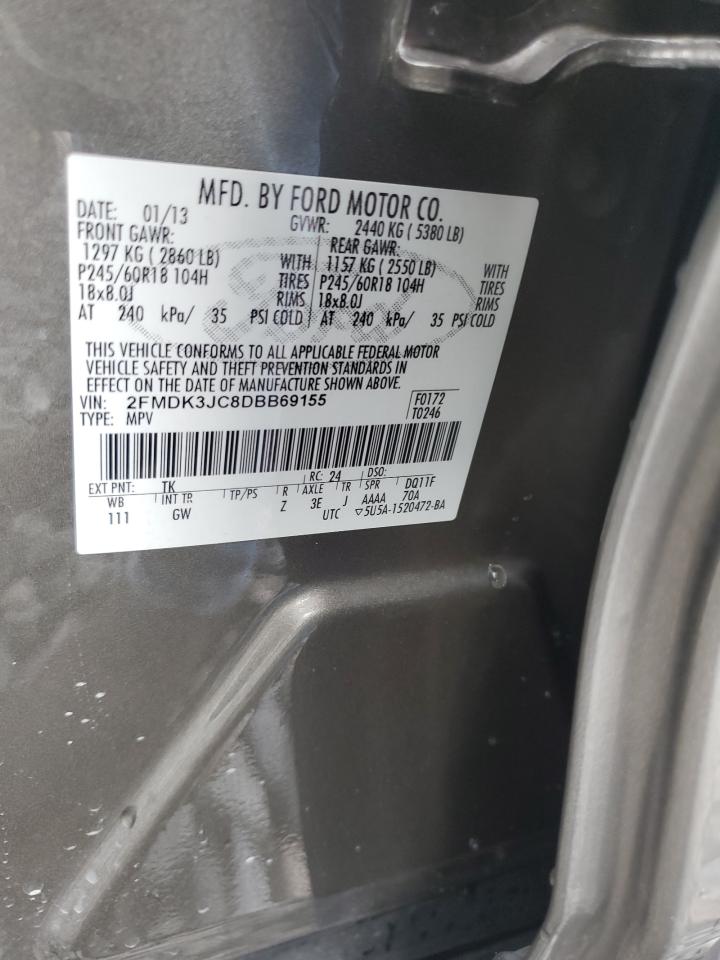 MFD. BY FORD MOTOR CO.
DATE: 01/13 GVWR: 2440 KG ( 5380 LB)
FRONT GAWR: REAR GAWR:
1297 KG ( 2860 LB) WITH 1157 KG ( 2550 LB) WITH
P245/60R18 104H TIRES P245/60R18 104H TIRES
18x8.0J RIMS 18x8.0J RIMS
AT 240 kPa/ 35 PSI COLD AT 240 kPa/ 35 PSI COLD
THIS VEHICLE CONFORMS TO ALL APPLICABLE FEDERAL MOTOR
VEHICLE SAFETY AND THEFT PREVENTION STANDARDS IN
EFFECT ON THE DATE OF MANUFACTURE SHOWN ABOVE.
VIN: 2FMDK3JC8DBB69155 F0172
TYPE: MPV T0246
EXT PNT: TK RC: 24 DSO:
WB INT TR TP/PS R AXLE TR SPR DQ11F
111 GW Z 3E J AAAA 70A
UTC ▽5U5A-1520472-BA